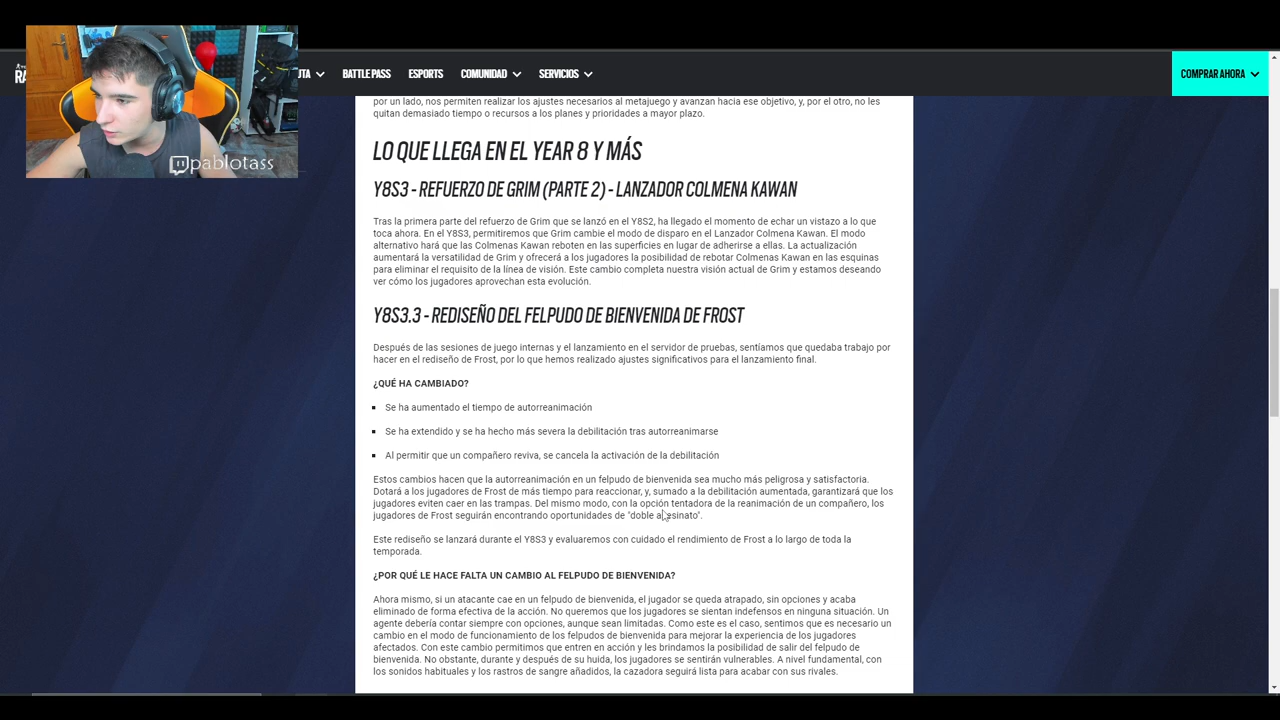 RA
UTA
BATTLE PASS
ESPORTS
COMUNIDAD
SERVICIOS
COMPRAR AHORA
pablotass
por un lado, nos permiten realizar los ajustes necesarios al metajuego y avanzan hacia ese objetivo, y, por el otro, no les
quitan demasiado tiempo o recursos a los planes y prioridades a mayor plazo.
LO QUE LLEGA EN EL YEAR 8 Y MÁS
Y8S3 - REFUERZO DE GRIM (PARTE 2) - LANZADOR COLMENA KAWAN
Tras la primera parte del refuerzo de Grim que se lanzó en el Y8S2, ha llegado el momento de echar un vistazo a lo que
toca ahora. En el Y8S3, permitiremos que Grim cambie el modo de disparo en el Lanzador Colmena Kawan. El modo
alternativo hará que las Colmenas Kawan reboten en las superficies en lugar de adherirse a ellas. La actualización
aumentará la versatilidad de Grim y ofrecerá a los jugadores la posibilidad de rebotar Colmenas Kawan en las esquinas
para eliminar el requisito de la línea de visión. Este cambio completa nuestra visión actual de Grim y estamos deseando
ver cómo los jugadores aprovechan esta evolución.
Y8S3.3 - REDISEÑO DEL FELPUDO DE BIENVENIDA DE FROST
Después de las sesiones de juego internas y el lanzamiento en el servidor de pruebas, sentíamos que quedaba trabajo por
hacer en el rediseño de Frost, por lo que hemos realizado ajustes significativos para el lanzamiento final.
¿QUÉ HA CAMBIADO?
Se ha aumentado el tiempo de autorreanimación
Se ha extendido y se ha hecho más severa la debilitación tras autorreanimarse
Al permitir que un compañero reviva, se cancela la activación de la debilitación
Estos cambios hacen que la autorreanimación en un felpudo de bienvenida sea mucho más peligrosa y satisfactoria.
Dotará a los jugadores de Frost de más tiempo para reaccionar, y, sumado a la debilitación aumentada, garantizará que los
jugadores eviten caer en las trampas. Del mismo modo, con la opción tentadora de la reanimación de un compañero, los
jugadores de Frost seguirán encontrando oportunidades de "doble asesinato".
Este rediseño se lanzará durante el Y8S3 y evaluaremos con cuidado el rendimiento de Frost a lo largo de toda la
temporada.
¿POR QUÉ LE HACE FALTA UN CAMBIO AL FELPUDO DE BIENVENIDA?
Ahora mismo, si un atacante cae en un felpudo de bienvenida, el jugador se queda atrapado, sin opciones y acaba
eliminado de forma efectiva de la acción. No queremos que los jugadores se sientan indefensos en ninguna situación. Un
agente debería contar siempre con opciones, aunque sean limitadas. Como este es el caso, sentimos que es necesario un
cambio en el modo de funcionamiento de los felpudos de bienvenida para mejorar la experiencia de los jugadores
afectados. Con este cambio permitimos que entren en acción y les brindamos la posibilidad de salir del felpudo de
bienvenida. No obstante, durante y después de su huida, los jugadores se sentirán vulnerables. A nivel fundamental, con
los sonidos habituales y los rastros de sangre añadidos, la cazadora seguirá lista para acabar con sus rivales.